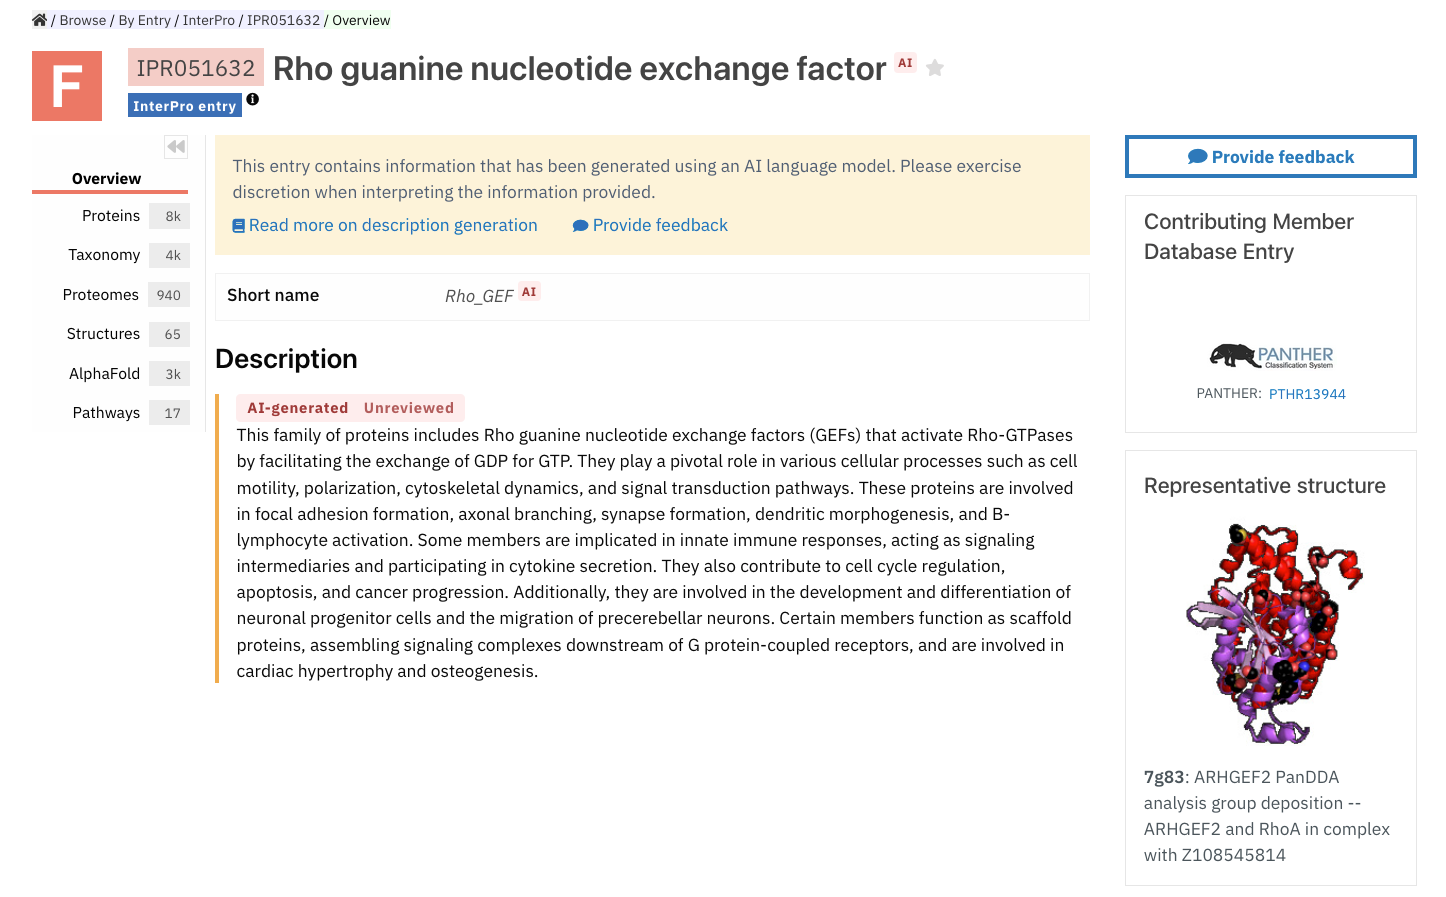 / Browse / By Entry / InterPro / IPR051632 / Overview
F
IPR051632 Rho guanine nucleotide exchange factor AI
InterPro entry
Overview
Proteins 8k
Taxonomy 4k
Proteomes 940
Structures 65
AlphaFold 3k
Pathways 17
This entry contains information that has been generated using an AI language model. Please exercise
discretion when interpreting the information provided.
Read more on description generation Provide feedback
Short name Rho_GEF AI
Description
AI-generated Unreviewed
This family of proteins includes Rho guanine nucleotide exchange factors (GEFs) that activate Rho-GTPases
by facilitating the exchange of GDP for GTP. They play a pivotal role in various cellular processes such as cell
motility, polarization, cytoskeletal dynamics, and signal transduction pathways. These proteins are involved
in focal adhesion formation, axonal branching, synapse formation, dendritic morphogenesis, and B-
lymphocyte activation. Some members are implicated in innate immune responses, acting as signaling
intermediaries and participating in cytokine secretion. They also contribute to cell cycle regulation,
apoptosis, and cancer progression. Additionally, they are involved in the development and differentiation of
neuronal progenitor cells and the migration of precerebellar neurons. Certain members function as scaffold
proteins, assembling signaling complexes downstream of G protein-coupled receptors, and are involved in
cardiac hypertrophy and osteogenesis.
Provide feedback
Contributing Member
Database Entry
PANTHER
Classification System
PANTHER: PTHR13944
Representative structure
7g83: ARHGEF2 PanDDA
analysis group deposition --
ARHGEF2 and RhoA in complex
with Z108545814